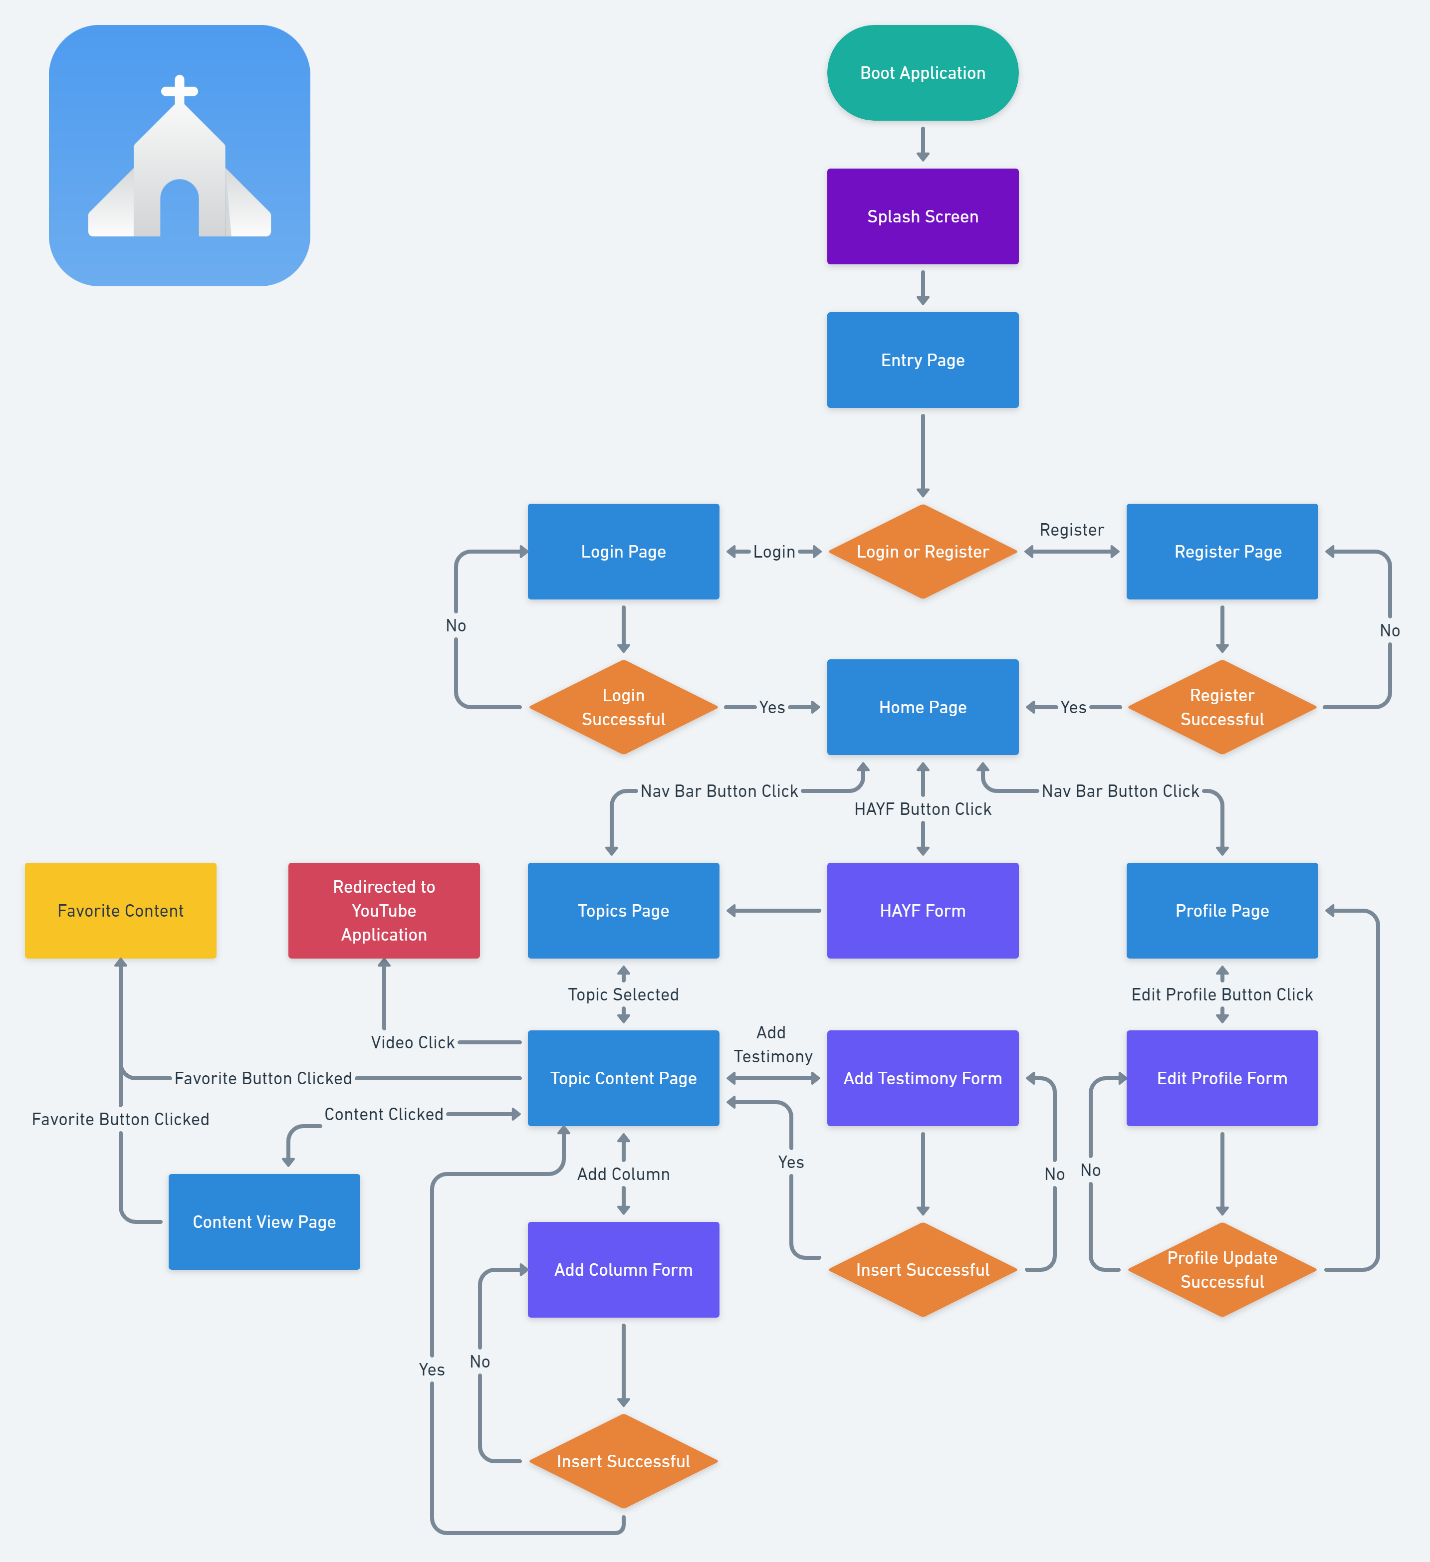 Boot Application
Splash Screen
Entry Page
Login Page
Login
Login or Register
Register
Register Page
No
No
Login
Successful
Yes
Home Page
Yes
Register
Successful
Nav Bar Button Click
HAYF Button Click
Nav Bar Button Click
Favorite Content
Redirected to
YouTube
Application
Topics Page
HAYF Form
Profile Page
Topic Selected
Edit Profile Button Click
Video Click
Add
Testimony
Favorite Button Clicked
Topic Content Page
Add Testimony Form
Edit Profile Form
Favorite Button Clicked
Content Clicked
Add Column
Yes
No
No
Content View Page
Add Column Form
Insert Successful
Profile Update
Successful
Yes
No
Insert Successful